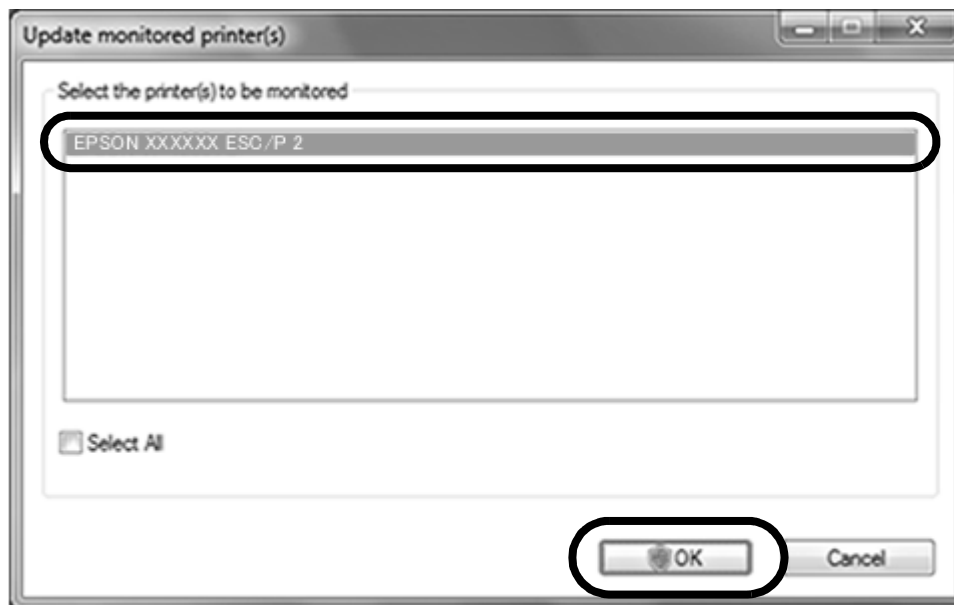 Update monitored printer(s)
Select the printer(s) to be monitored
EPSON XXXXXX ESC/P 2
Select All
OK
Cancel